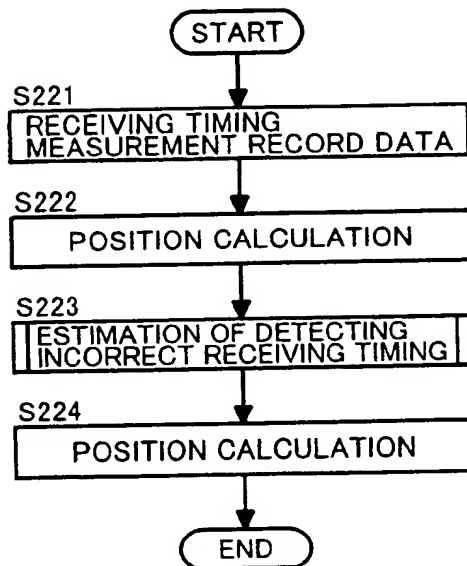 START
S221
RECEIVING TIMING
MEASUREMENT RECORD DATA
S222
POSITION CALCULATION
S223
ESTIMATION OF DETECTING
INCORRECT RECEIVING TIMING
S224
POSITION CALCULATION
END